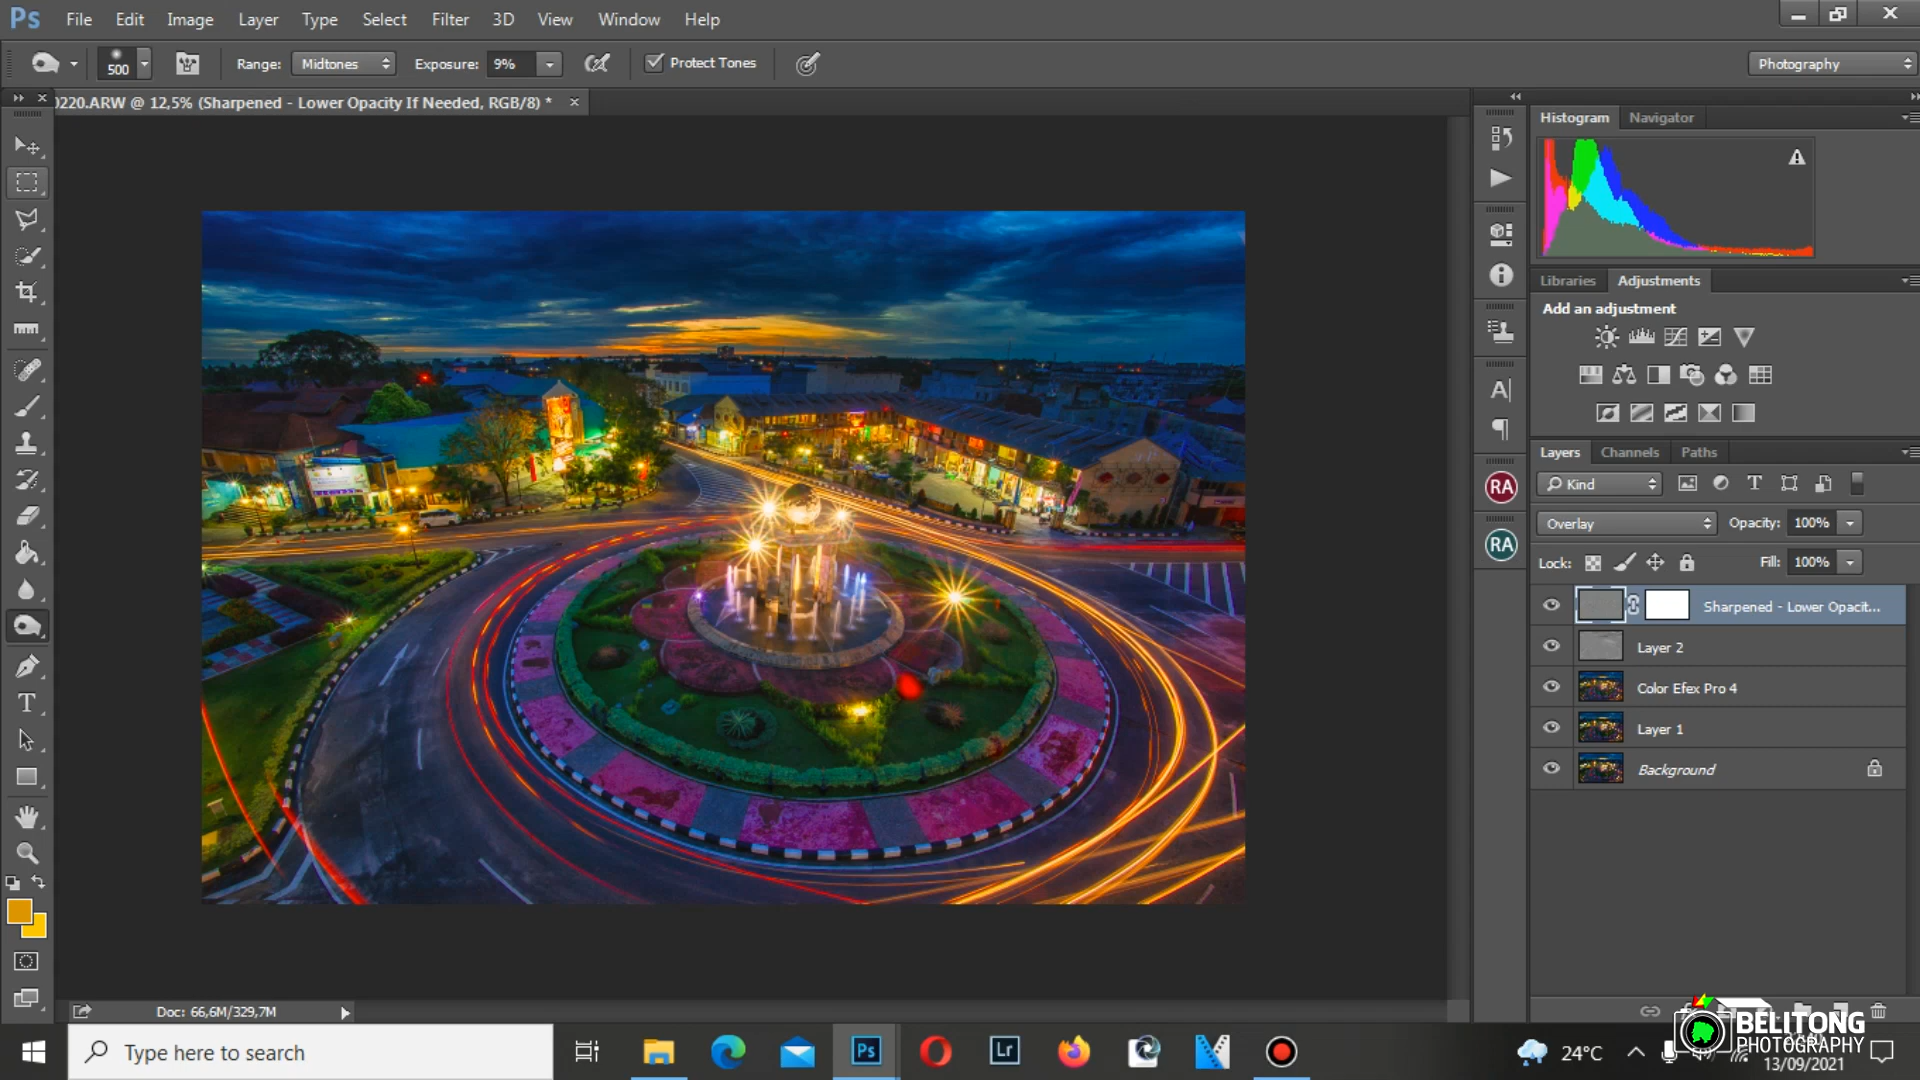 Ps File Edit Image Layer Type Select Filter 3D View Window Help
500 Range: Midtones Exposure: 9% Protect Tones Photography
0220.ARW @ 12,5% (Sharpened - Lower Opacity If Needed, RGB/8) * ×
Histogram Navigator
Libraries Adjustments
Add an adjustment
A
RA
RA
Layers Channels Paths
Kind
Overlay Opacity: 100%
Lock: Fill: 100%
Sharpened - Lower Opacit...
Layer 2
Color Efex Pro 4
Layer 1
Background
T
Doc: 66,6M/329,7M
Type here to search
Ps
Lr
24°C
BELITONG
PHOTOGRAPHY
13/09/2021